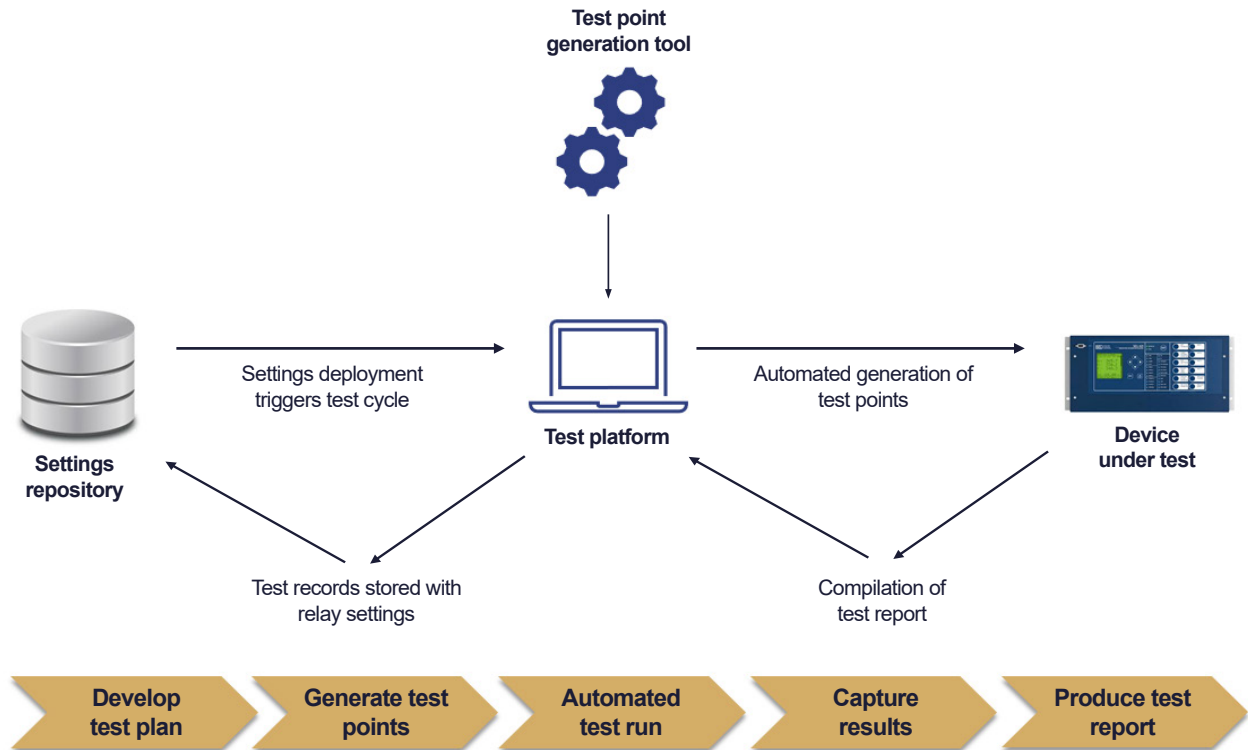 Test point
generation tool
Settings deployment
triggers test cycle
Automated generation of
test points
Test platform
Settings
repository
Device
under test
Test records stored with
relay settings
Compilation of
test report
Develop
test plan
Generate test
points
Automated
test run
Capture
results
Produce test
report